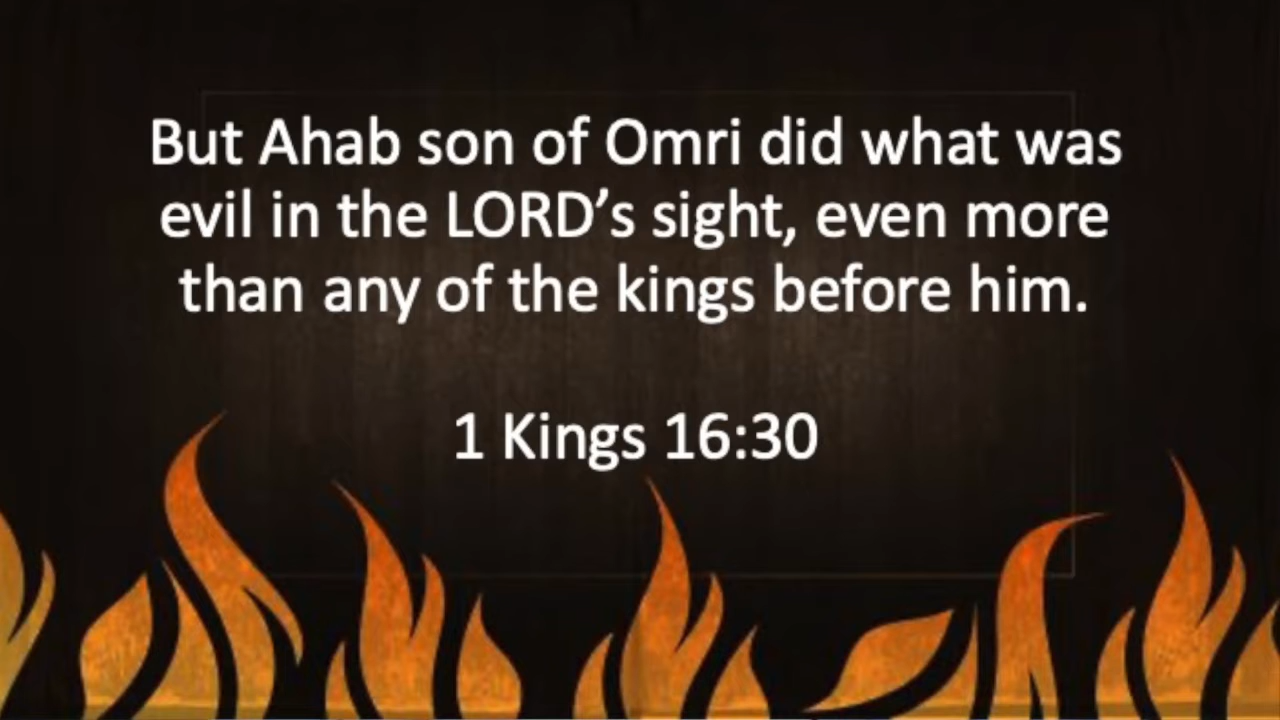 But Ahab son of Omri did what was
evil in the LORD’s sight, even more
than any of the kings before him.
1 Kings 16:30